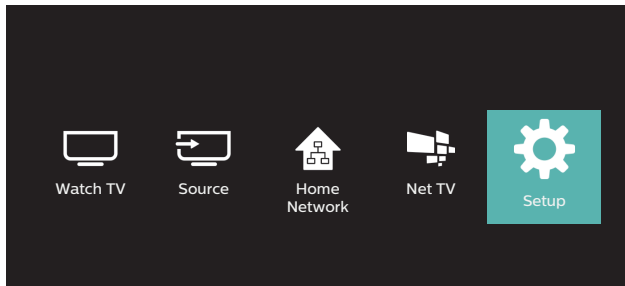 Watch TV
Source
Home
Network
Net TV
Setup